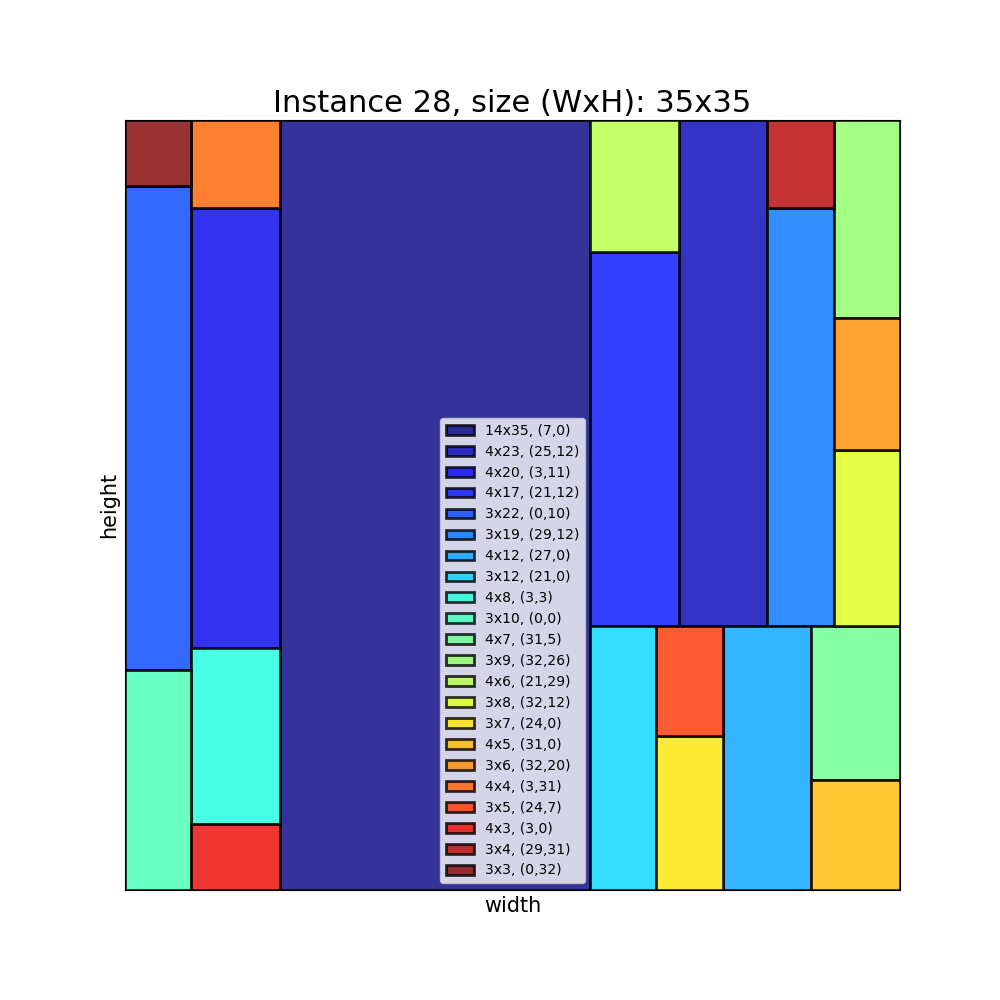 Instance 28, size (WxH): 35x35
height
14x35, (7,0)
4x23, (25,12)
4x20, (3,11)
4x17, (21,12)
3x22, (0,10)
3x19, (29,12)
4x12, (27,0)
3x12, (21,0)
4x8, (3,3)
3x10, (0,0)
4x7, (31,5)
3x9, (32,26)
4x6, (21,29)
3x8, (32,12)
3x7, (24,0)
4x5, (31,0)
3x6, (32,20)
4x4, (3,31)
3x5, (24,7)
4x3, (3,0)
3x4, (29,31)
3x3, (0,32)
width